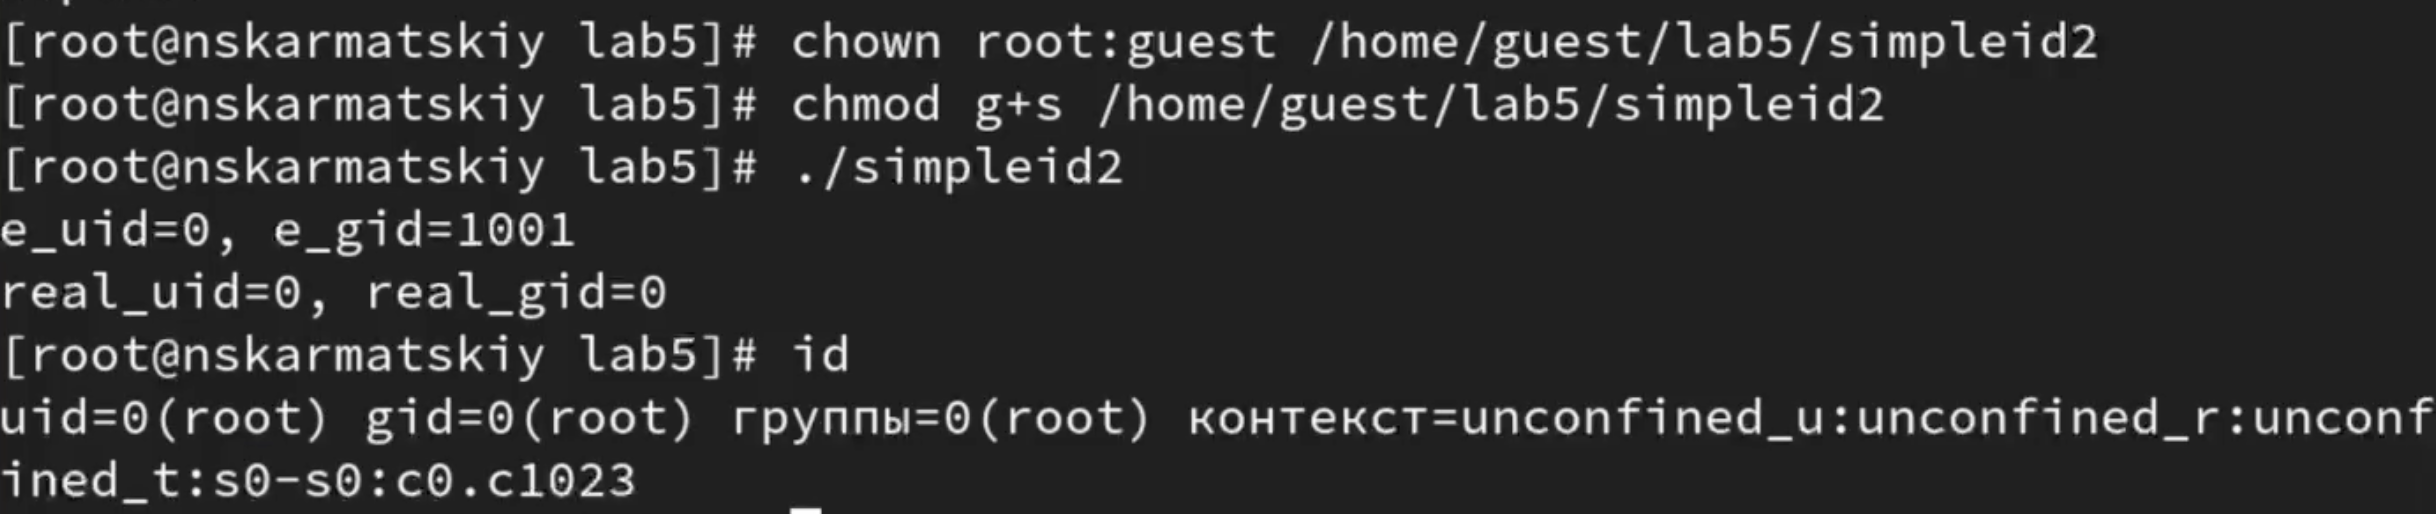 [root@nskarmatskiy lab5]# chown root:guest /home/guest/lab5/simpleid2
[root@nskarmatskiy lab5]# chmod g+s /home/guest/lab5/simpleid2
[root@nskarmatskiy lab5]# ./simpleid2
e_uid=0, e_gid=1001
real_uid=0, real_gid=0
[root@nskarmatskiy lab5]# id
uid=0(root) gid=0(root) группы=0(root) контекст=unconfined_u:unconfined_r:unconf
ined_t:s0-s0:c0.c1023